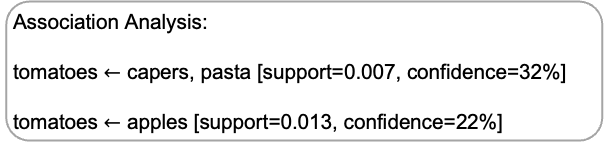 Association Analysis:
tomatoes ← capers, pasta [support=0.007, confidence=32%]
tomatoes ← apples [support=0.013, confidence=22%]